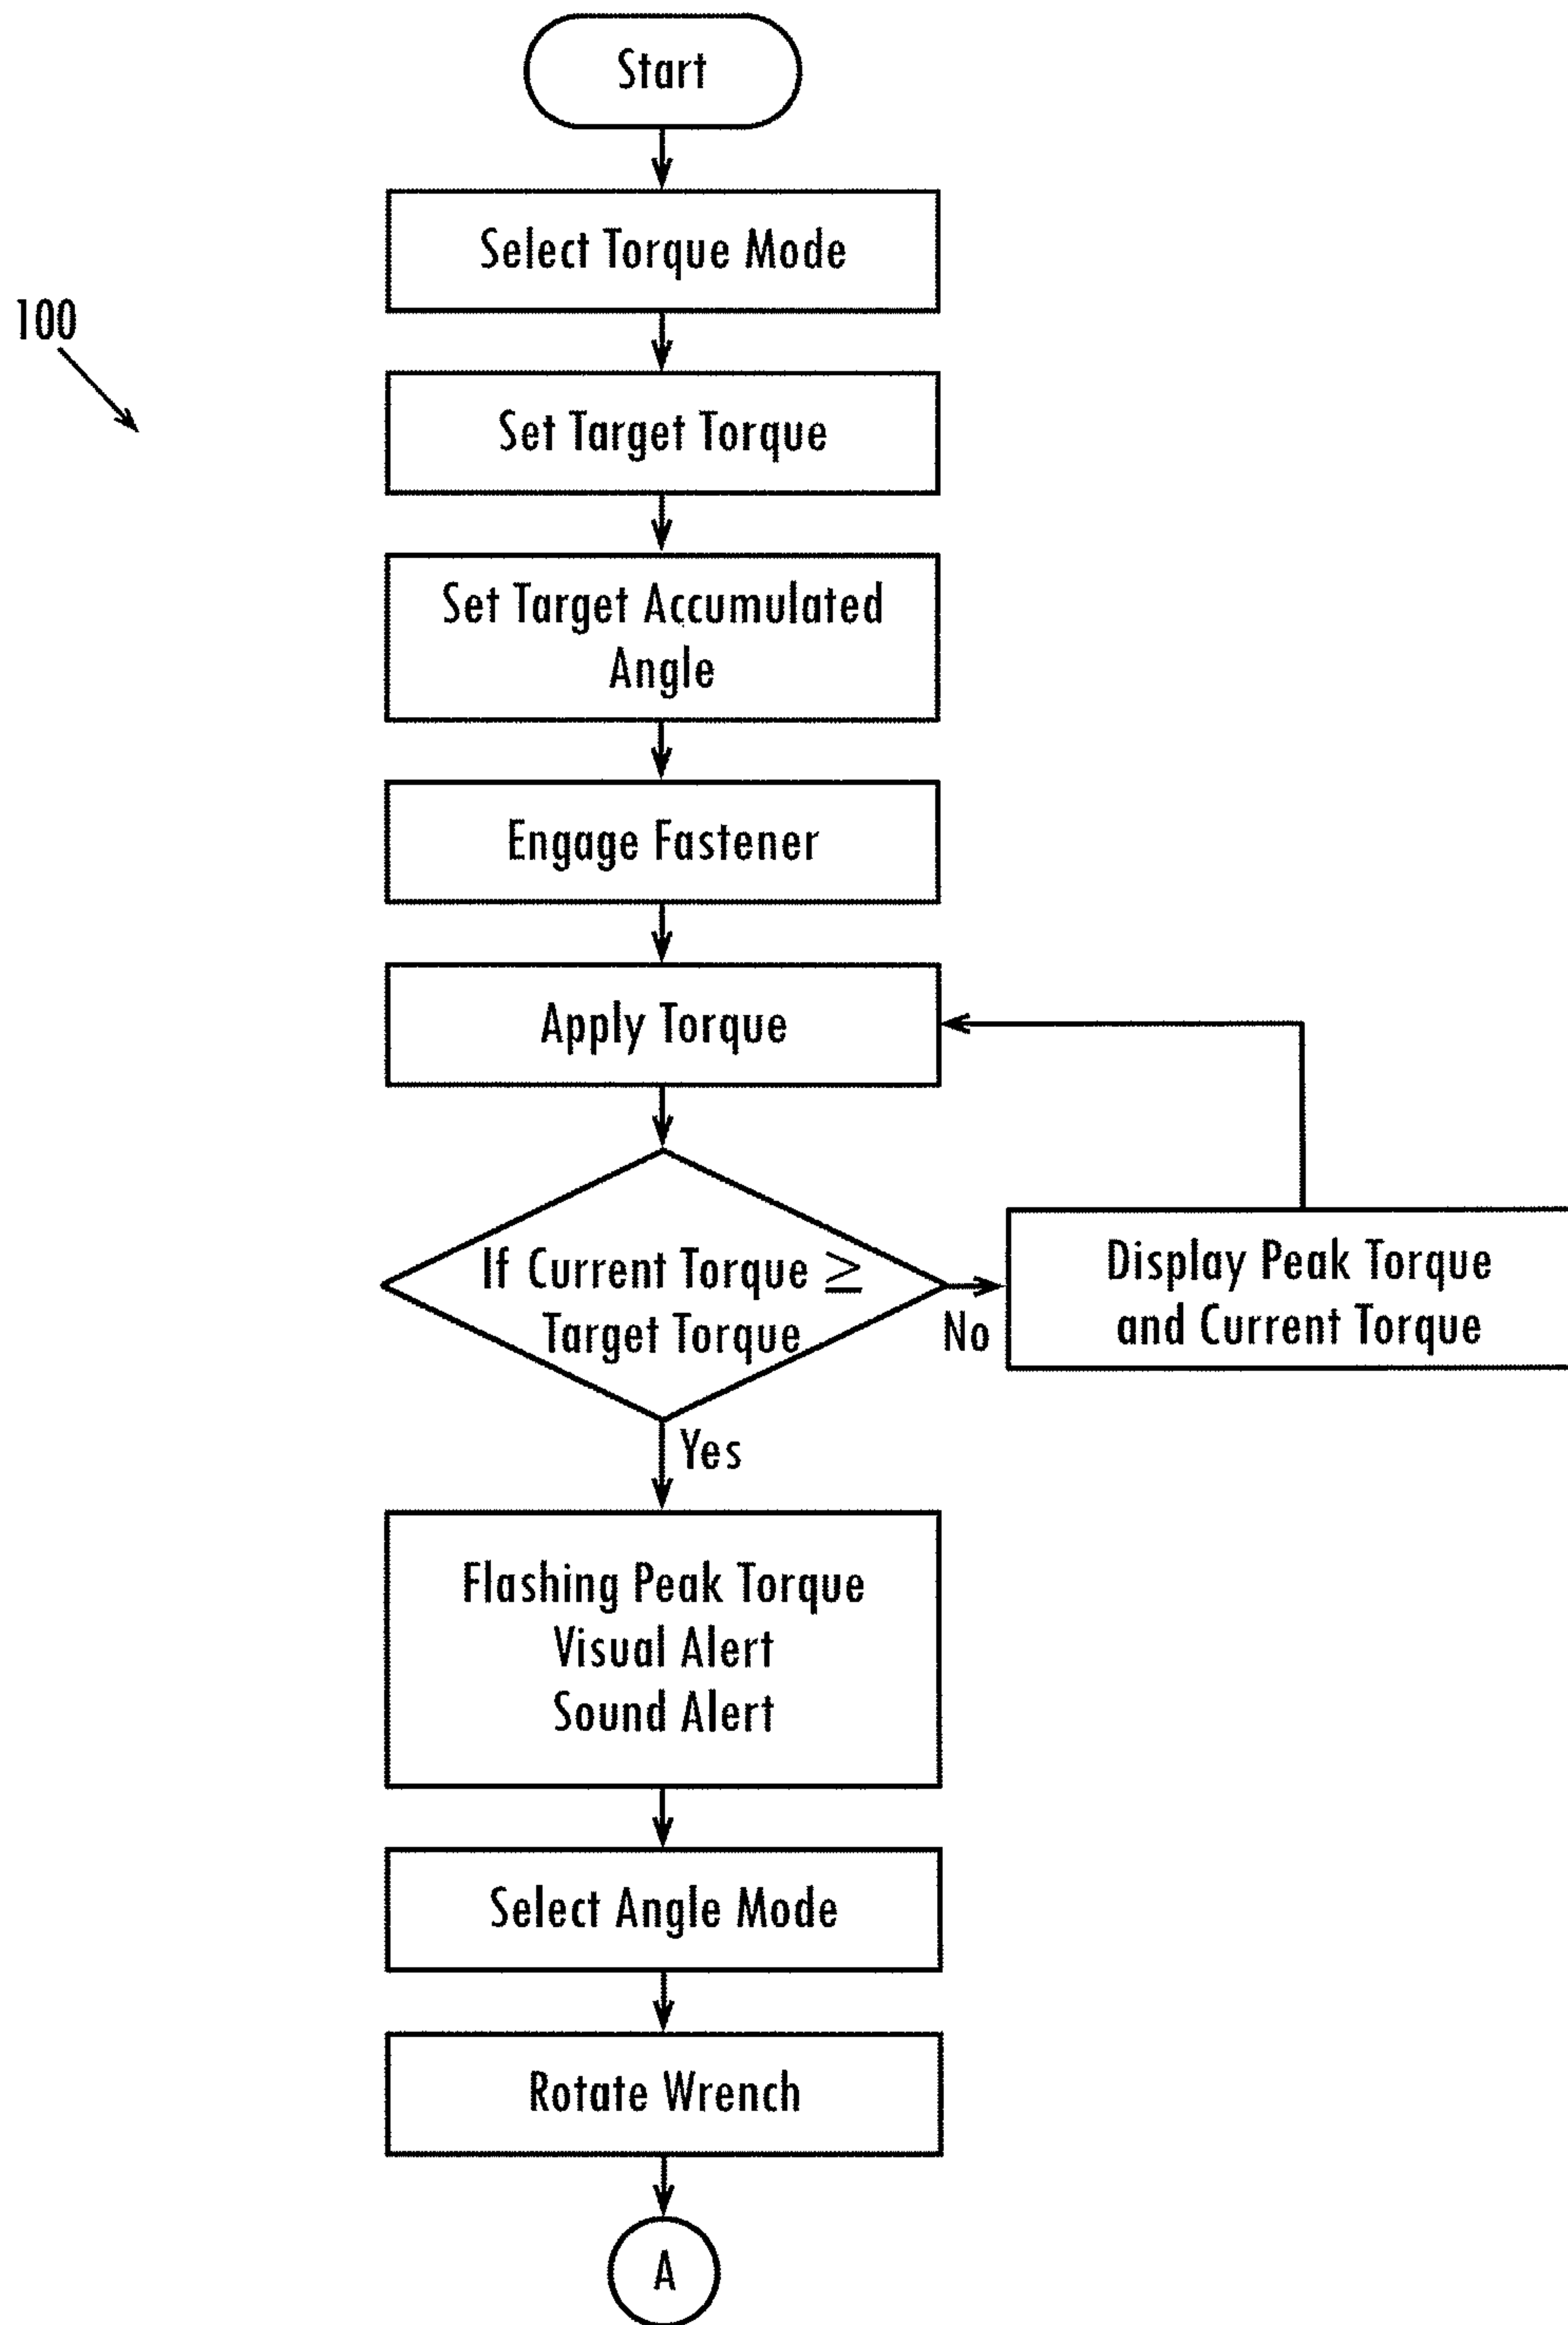 Start
Select Torque Mode
100
Set Target Torque
Set Target Accumulated
Angle
Engage Fastener
Apply Torque
If Current Torque ≥
Target Torque
No
Display Peak Torque
and Current Torque
Yes
Flashing Peak Torque
Visual Alert
Sound Alert
Select Angle Mode
Rotate Wrench
A